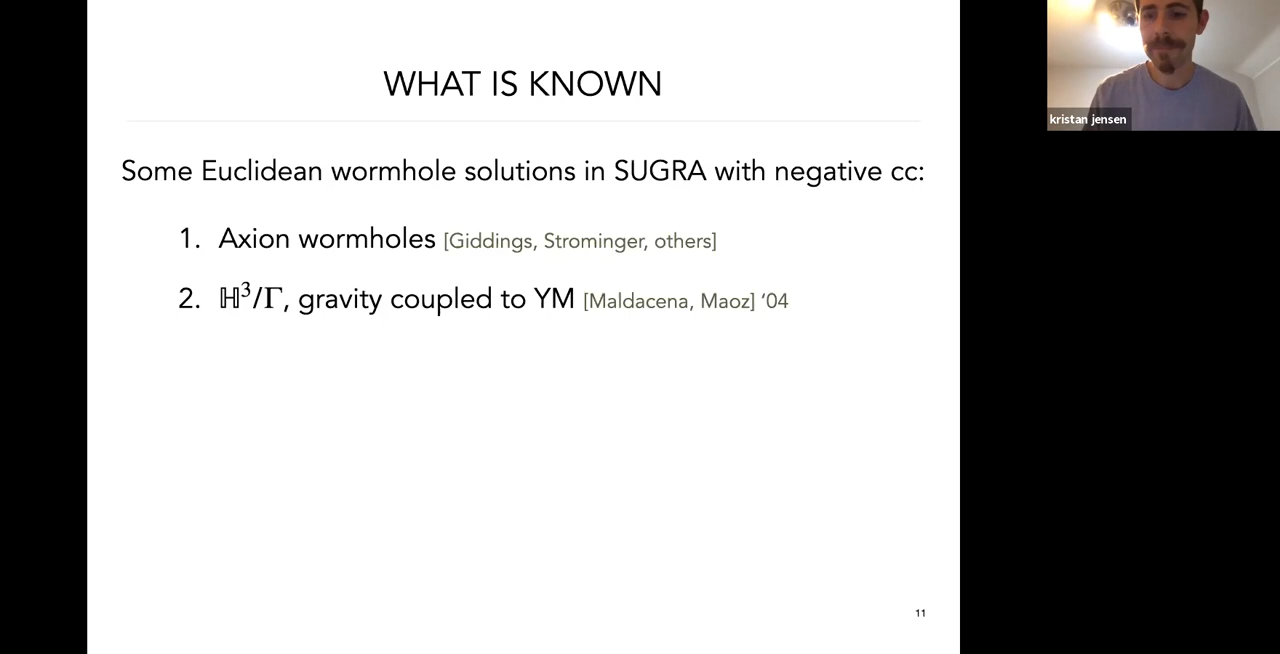 WHAT IS KNOWN
Some Euclidean wormhole solutions in SUGRA with negative cc:
1. Axion wormholes [Giddings, Strominger, others]
2. ℍ³/Γ, gravity coupled to YM [Maldacena, Maoz] ‘04
11
kristan jensen